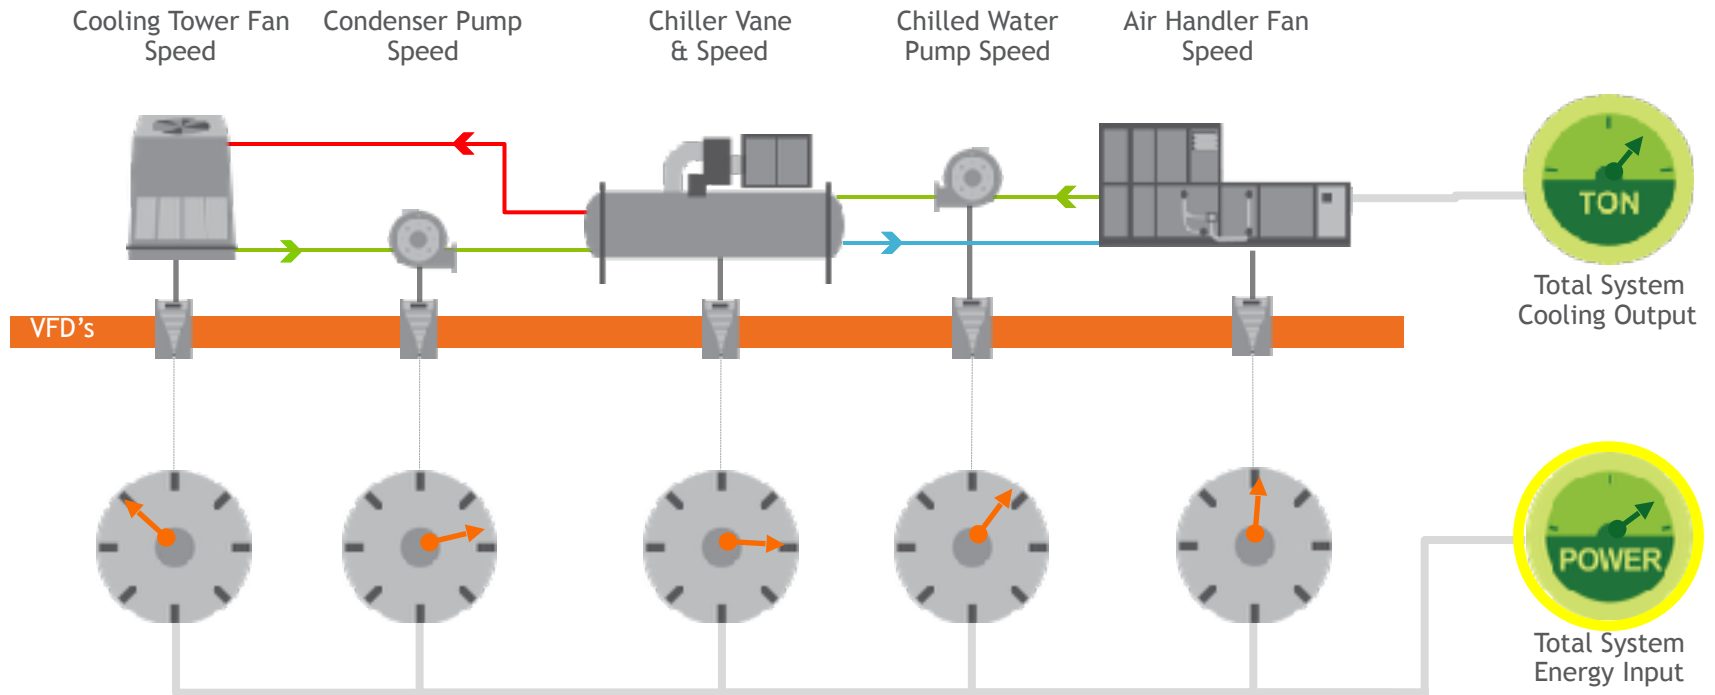 Cooling Tower Fan
Speed
Condenser Pump
Speed
Chiller Vane
& Speed
Chilled Water
Pump Speed
Air Handler Fan
Speed
TON
Total System
Cooling Output
VFD’s
POWER
Total System
Energy Input